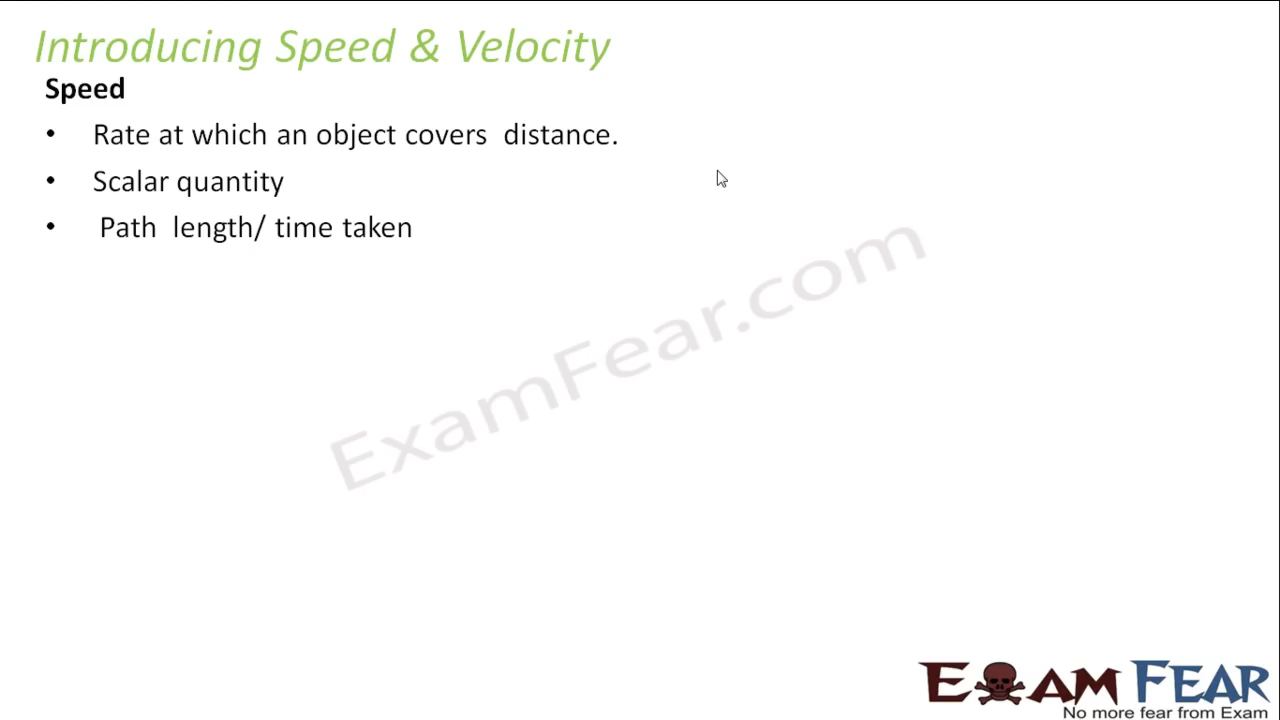 Introducing Speed & Velocity
Speed
• Rate at which an object covers distance.
• Scalar quantity
• Path length/ time taken
ExamFear.com
EXAM FEAR
No more fear from Exam